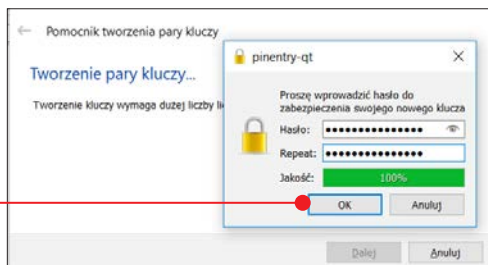 Pomocnik tworzenia pary kluczy
Tworzenie pary kluczy...
Tworzenie kluczy wymaga dużej liczby
pinentry-qt
Proszę wprowadzić hasło do
zabezpieczenia swojego nowego klucza
Hasło: •••••••••••••••
Repeat: •••••••••••••••
Jakość: 100%
OK Anuluj
Dalej Anuluj